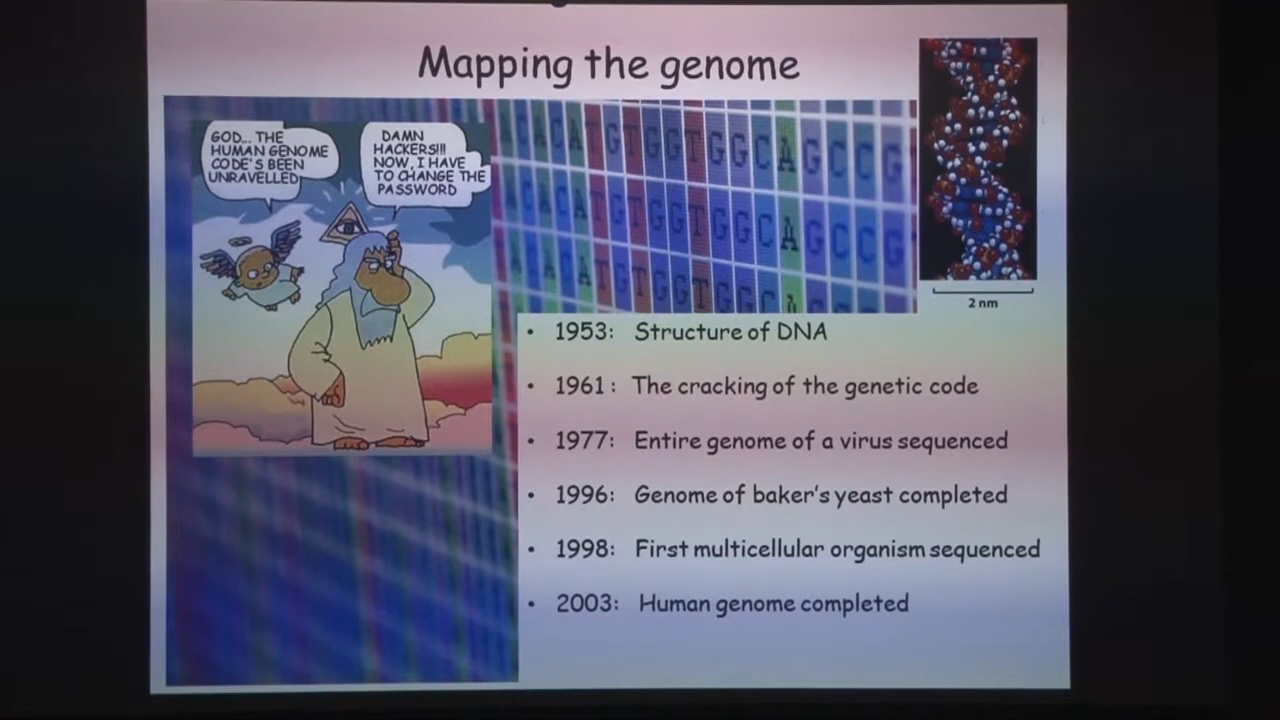 Mapping the genome
GOD... THE
HUMAN GENOME
CODE'S BEEN
UNRAVELLED
DAMN
HACKERS!!!
NOW, I HAVE
TO CHANGE THE
PASSWORD
ACACATGTGGTGGCAGCCG
ACACATGTGGTGGCAGCCG
2 nm
• 1953: Structure of DNA
• 1961: The cracking of the genetic code
• 1977: Entire genome of a virus sequenced
• 1996: Genome of baker's yeast completed
• 1998: First multicellular organism sequenced
• 2003: Human genome completed